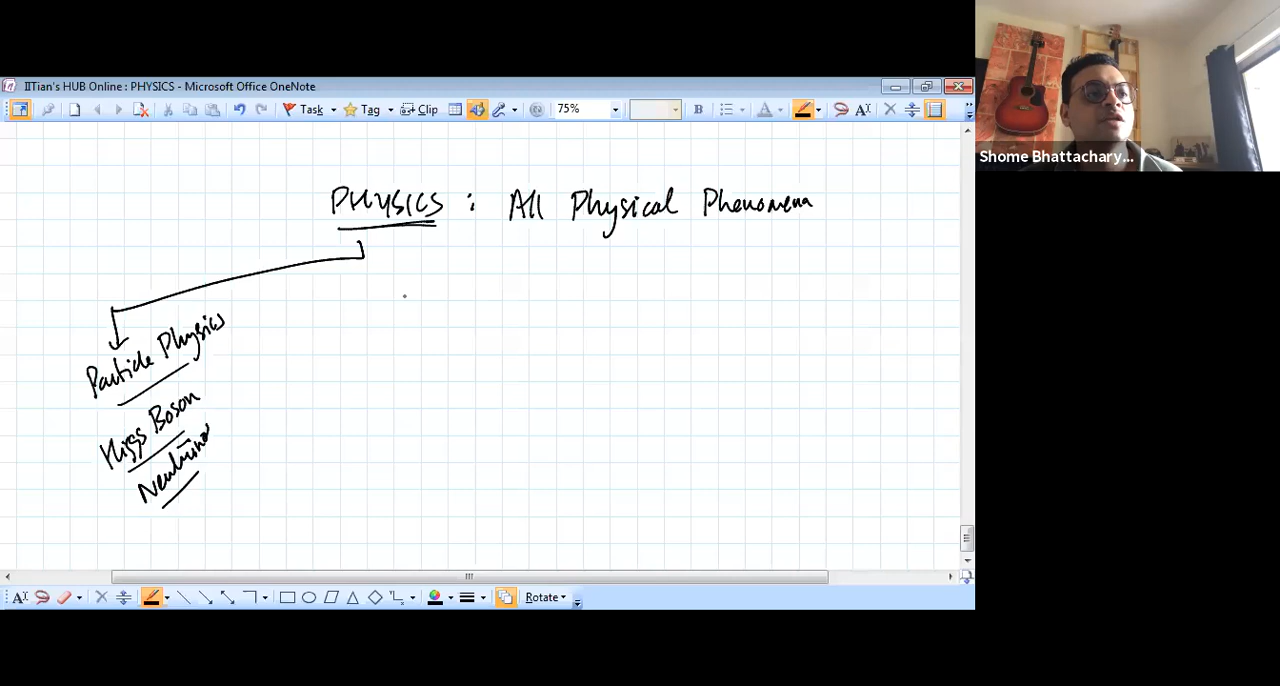 IITian's HUB Online : PHYSICS - Microsoft Office OneNote
Task Tag Clip 75% B A
PHYSICS : All Physical Phenomena
Particle Physics
Higgs Boson
Neutrino
Rotate
Shome Bhattachary...